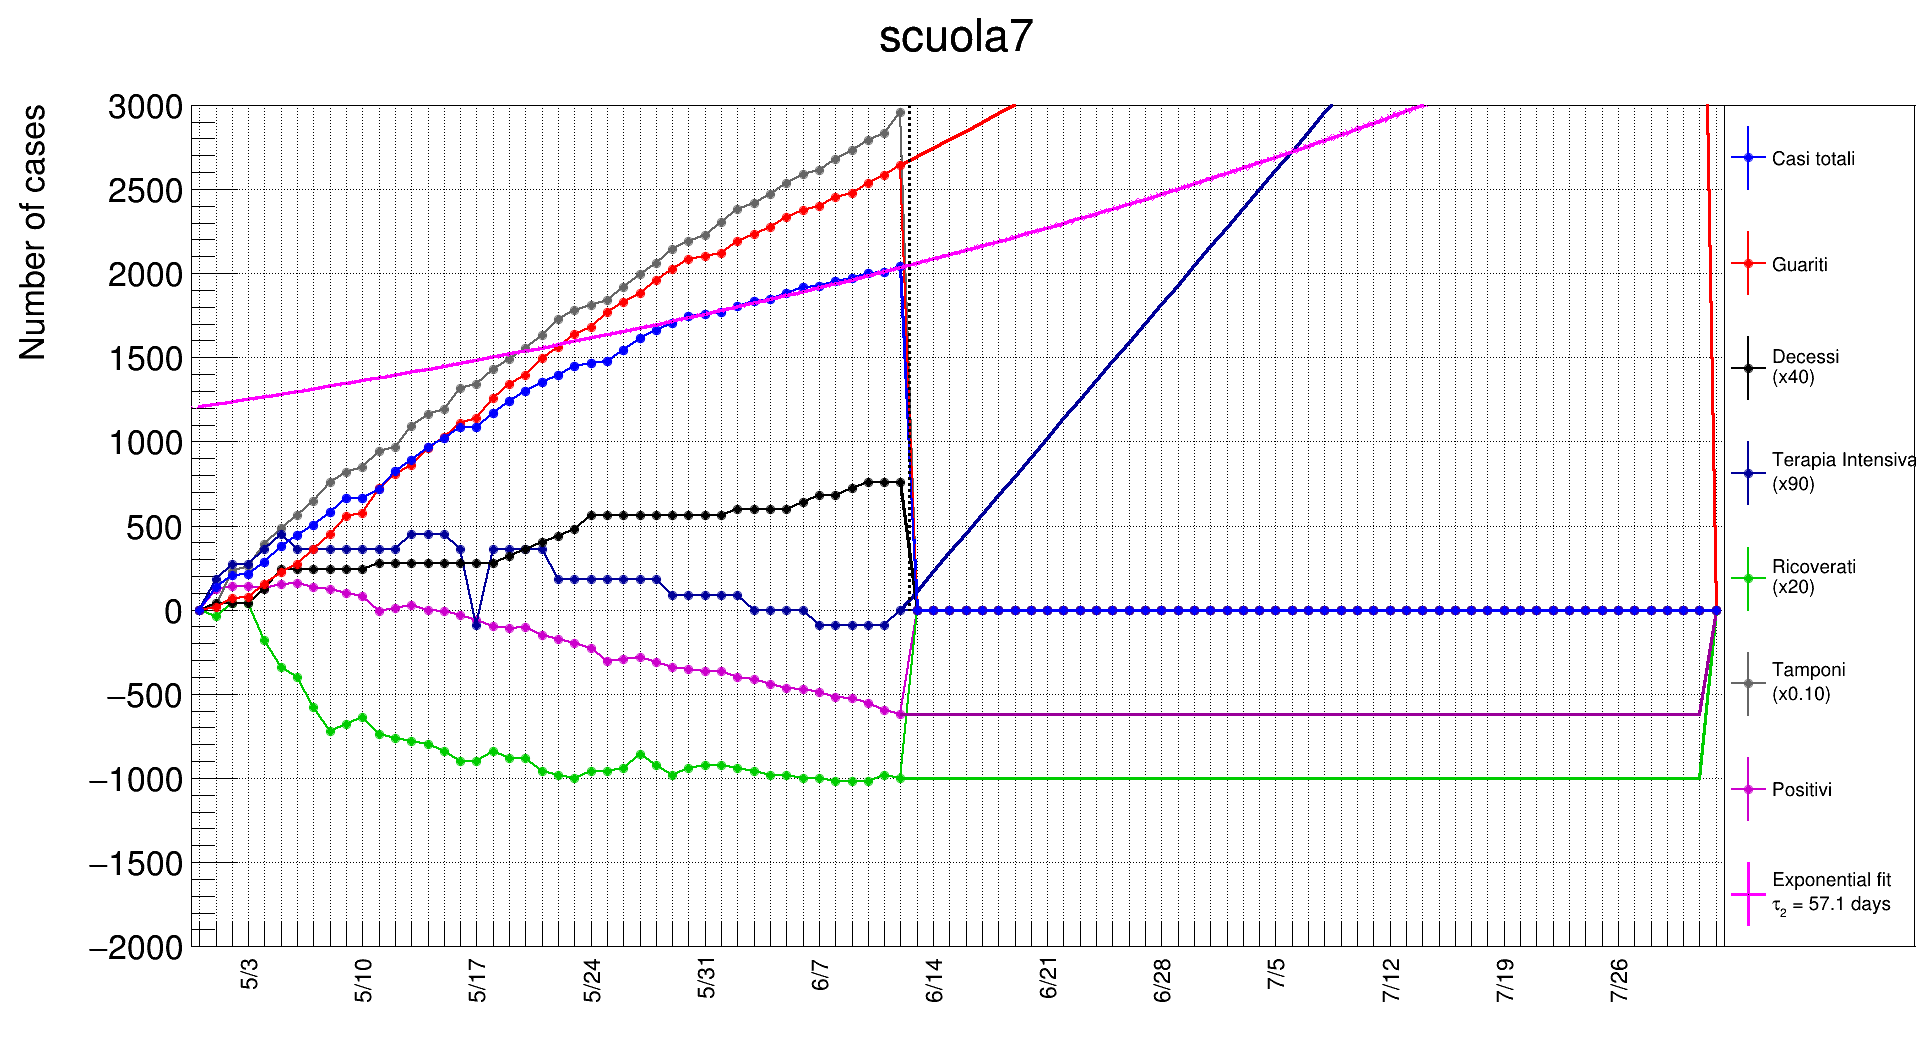 scuola7
Number of cases
3000
2500
2000
1500
1000
500
0
−500
−1000
−1500
−2000
5/3
5/10
5/17
5/24
5/31
6/7
6/14
6/21
6/28
7/5
7/12
7/19
7/26
Casi totali
Guariti
Decessi
(x40)
Terapia Intensiva
(x90)
Ricoverati
(x20)
Tamponi
(x0.10)
Positivi
Exponential fit
τ2 = 57.1 days